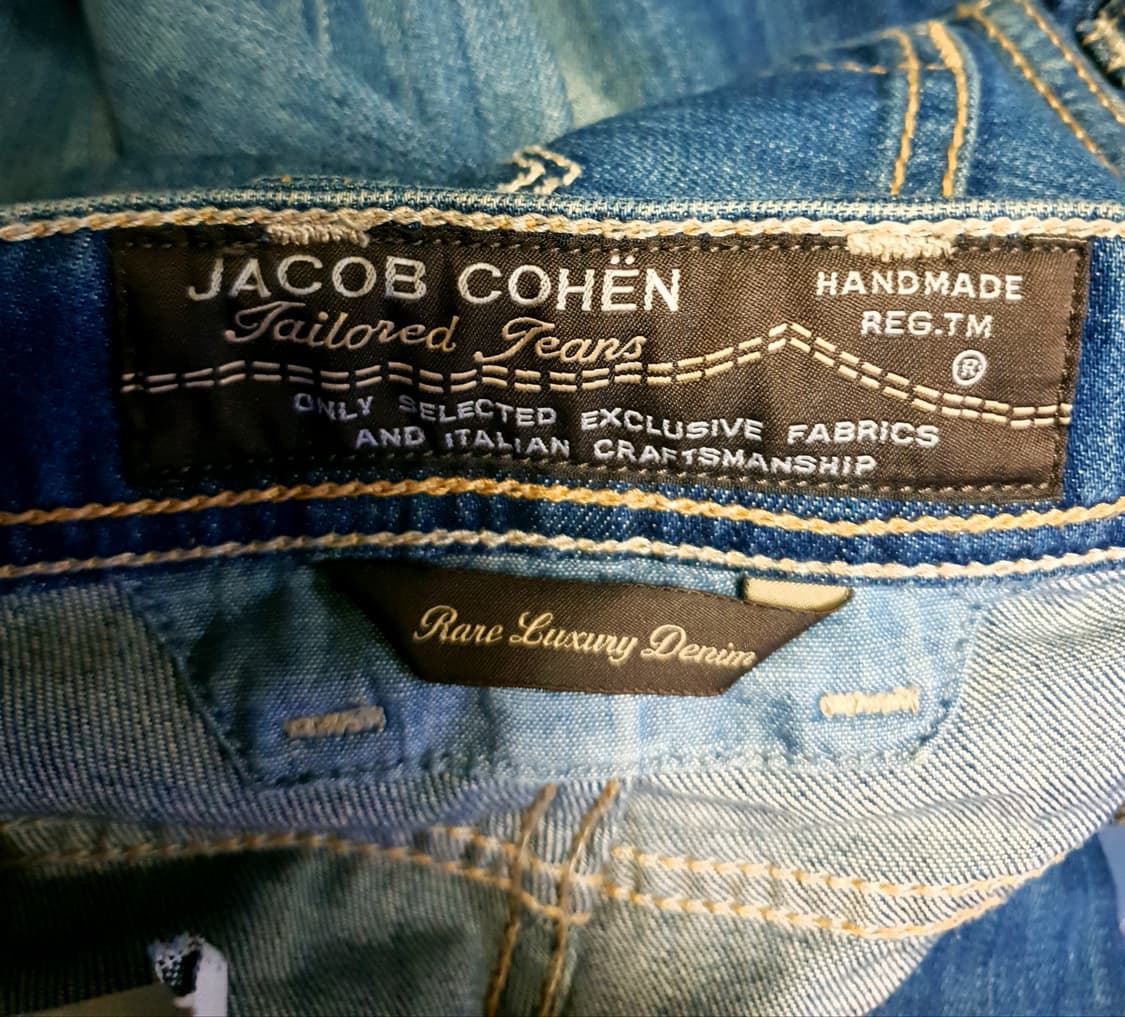 JACOB COHËN
Tailored Jeans
HANDMADE
REG.TM
®
ONLY SELECTED EXCLUSIVE FABRICS
AND ITALIAN CRAFTSMANSHIP
Rare Luxury Denim